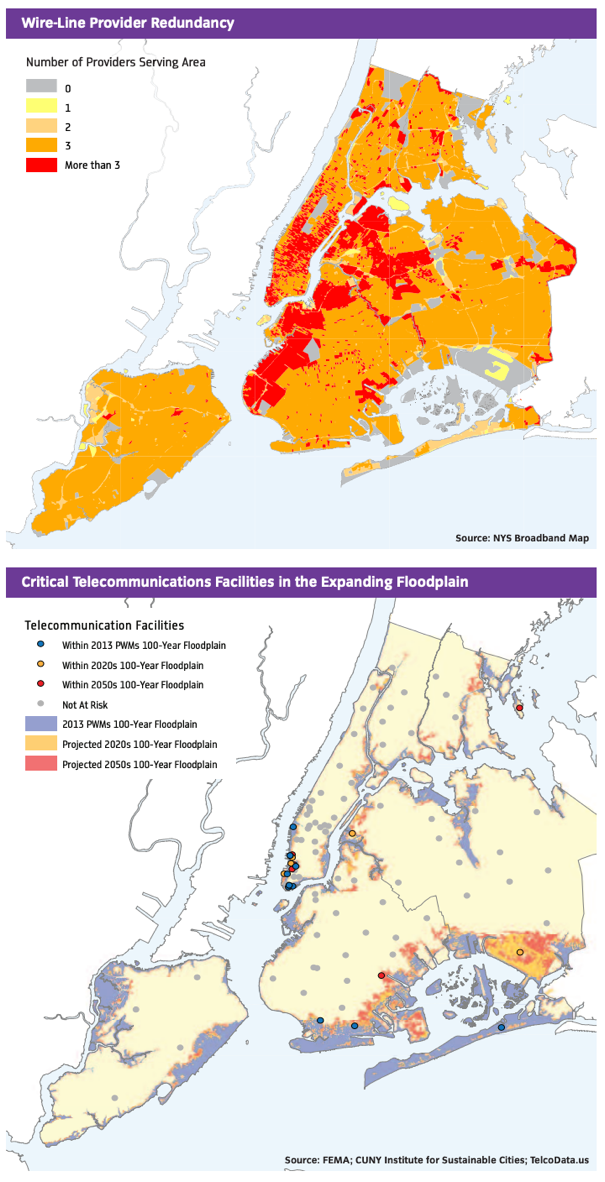 Wire-Line Provider Redundancy
Number of Providers Serving Area
0
1
2
3
More than 3
Source: NYS Broadband Map
Critical Telecommunications Facilities in the Expanding Floodplain
Telecommunication Facilities
Within 2013 PWMs 100-Year Floodplain
Within 2020s 100-Year Floodplain
Within 2050s 100-Year Floodplain
Not At Risk
2013 PWMs 100-Year Floodplain
Projected 2020s 100-Year Floodplain
Projected 2050s 100-Year Floodplain
Source: FEMA; CUNY Institute for Sustainable Cities; TelcoData.us